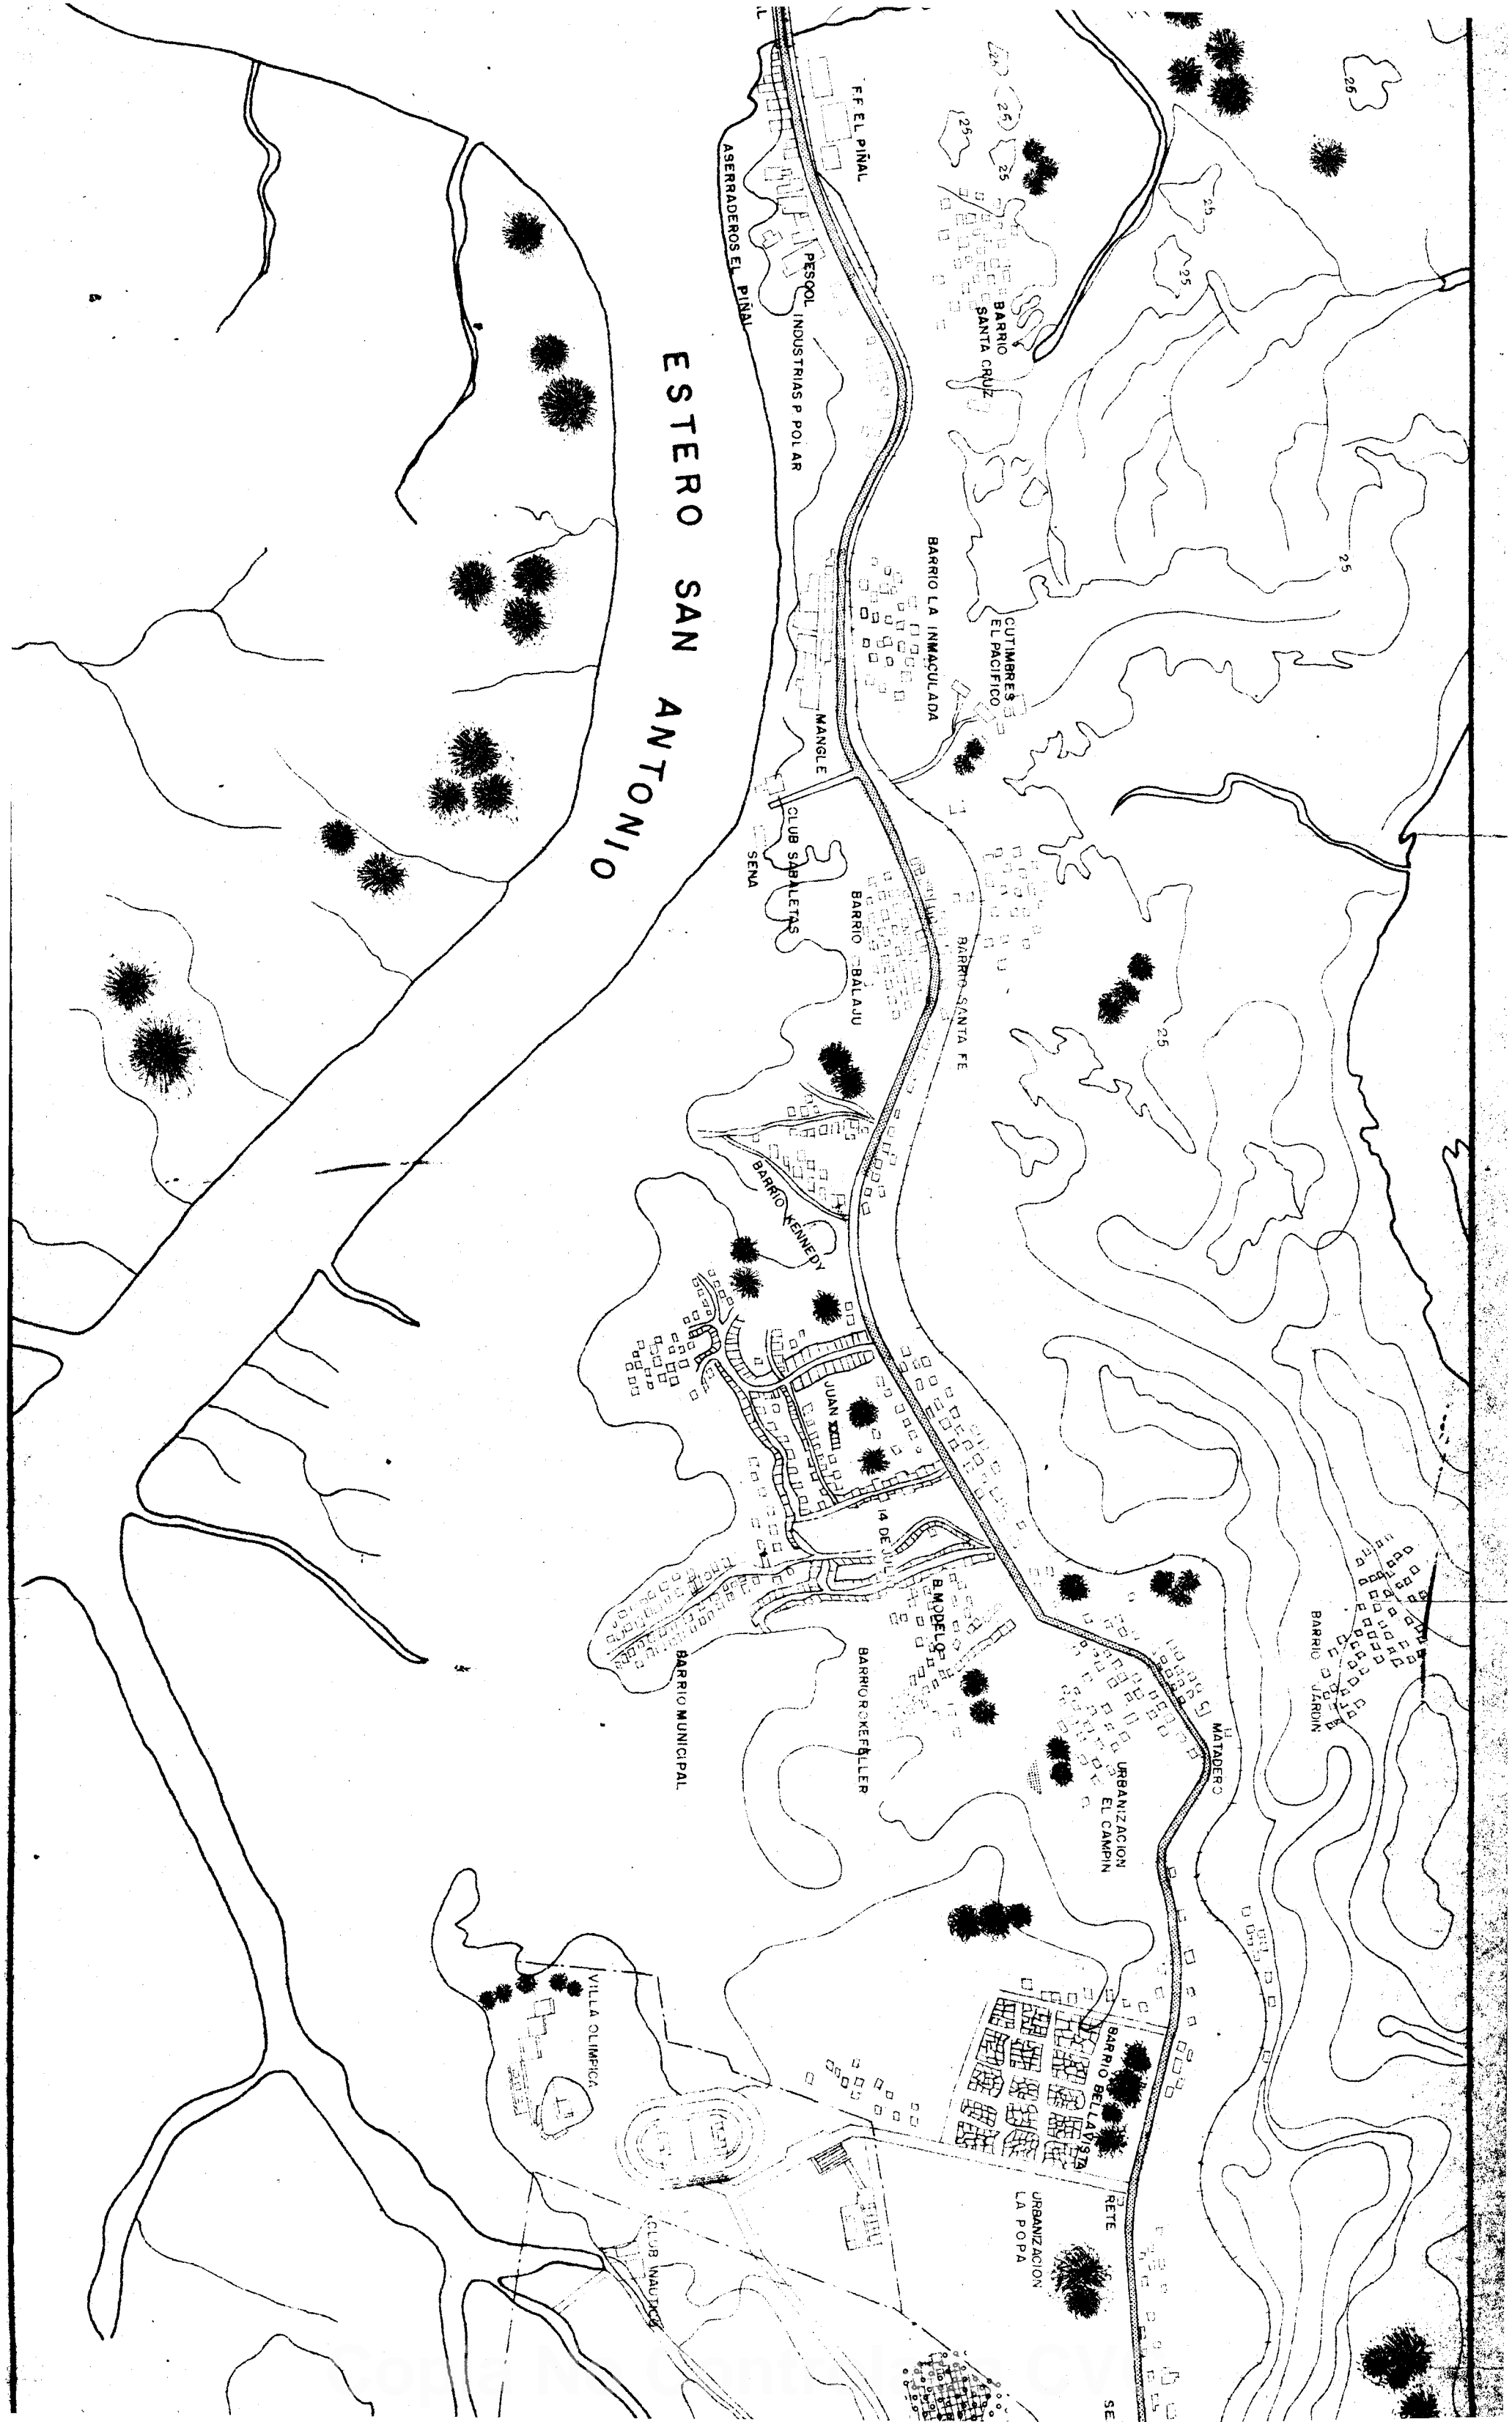 F.F. EL PIÑAL
ASERRADEROS EL PIÑAL
PESCOL
INDUSTRIAS P POLAR
BARRIO
SANTA CRUZ
25
25
25
25
25
25
25
25
25
ESTERO SAN ANTONIO
BARRIO LA INMACULADA
CUTIMBRES
EL PACIFICO
MANGLE
CLUB SABALETAS
SENA
BARRIO BALAJU
BARRIO SANTA FE
BARRIO KENNEDY
JUAN XXIII
14 DE JULI
B. MODELO
BARRIO MUNICIPAL
BARRIO ROKEFELLER
BARRIO JARDIN
MATADERO
URBANIZACION
EL CAMPIN
VILLA OLIMPICA
BARRIO BELLAVISTA
RETE
URBANIZACION
LA POPA
CLUB NAUTICO
SE